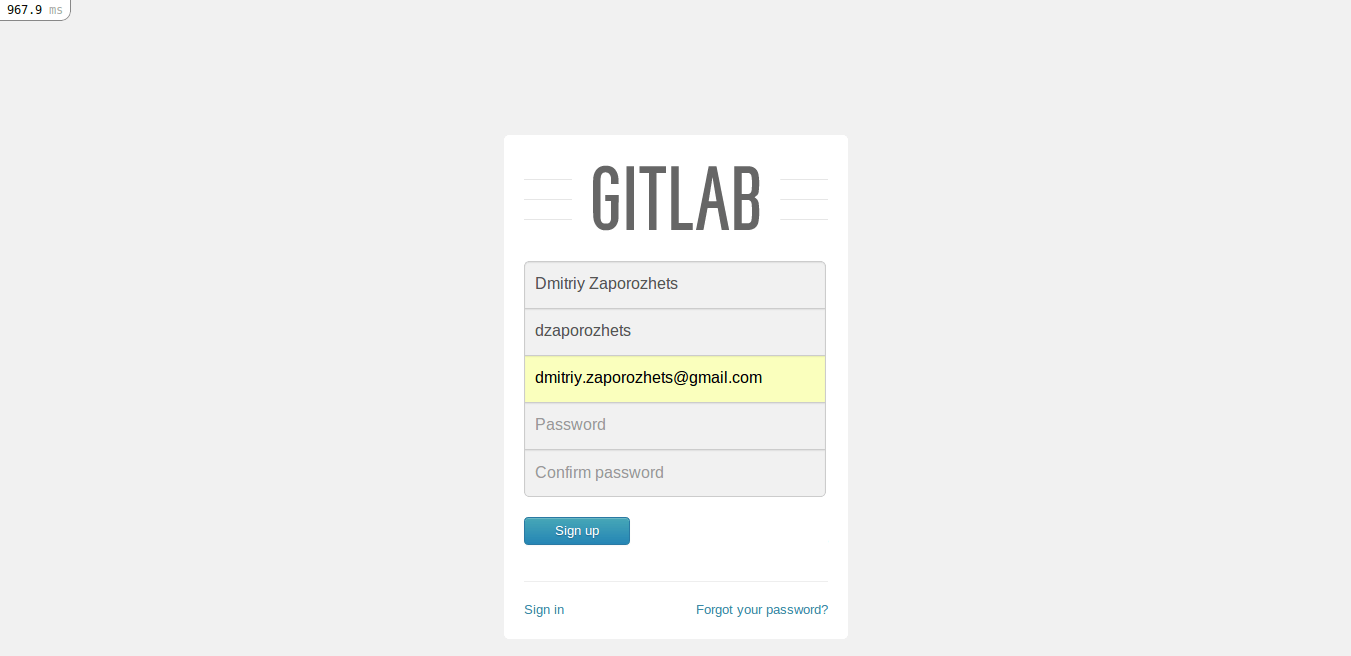 967.9 ms
GITLAB
Dmitriy Zaporozhets
dzaporozhets
dmitriy.zaporozhets@gmail.com
Password
Confirm password
Sign up
Sign in Forgot your password?